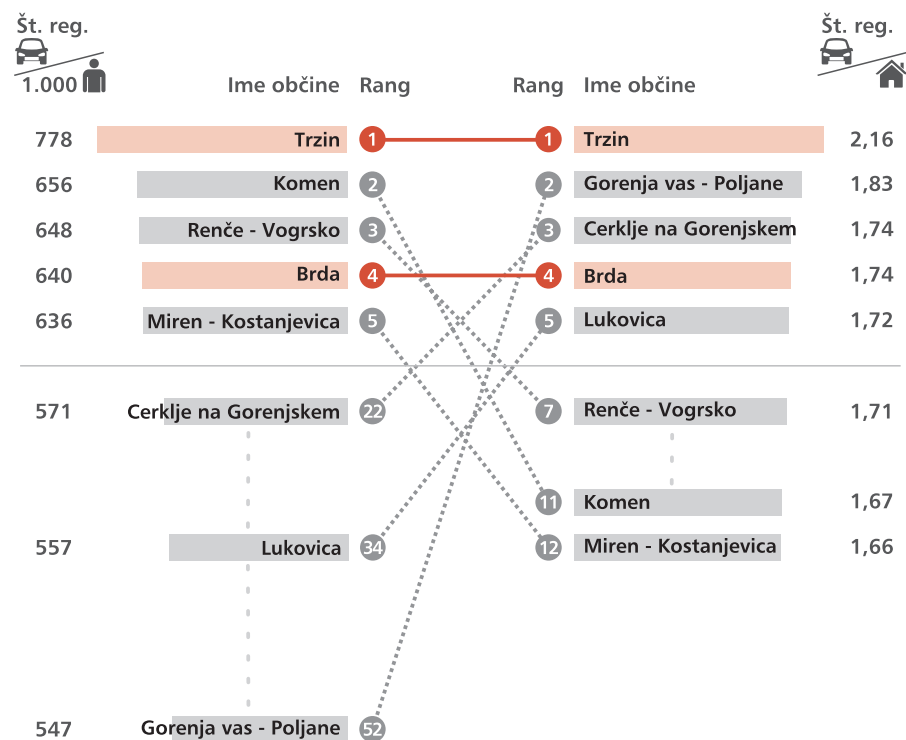 Št. reg.
Št. reg.
1.000
Ime občine Rang
Rang Ime občine
778 Trzin 1
1 Trzin 2,16
656 Komen 2
2 Gorenja vas - Poljane 1,83
648 Renče - Vogrsko 3
3 Cerklje na Gorenjskem 1,74
640 Brda 4
4 Brda 1,74
636 Miren - Kostanjevica 5
5 Lukovica 1,72
571 Cerklje na Gorenjskem 22
7 Renče - Vogrsko 1,71
11 Komen 1,67
557 Lukovica 34
12 Miren - Kostanjevica 1,66
547 Gorenja vas - Poljane 52